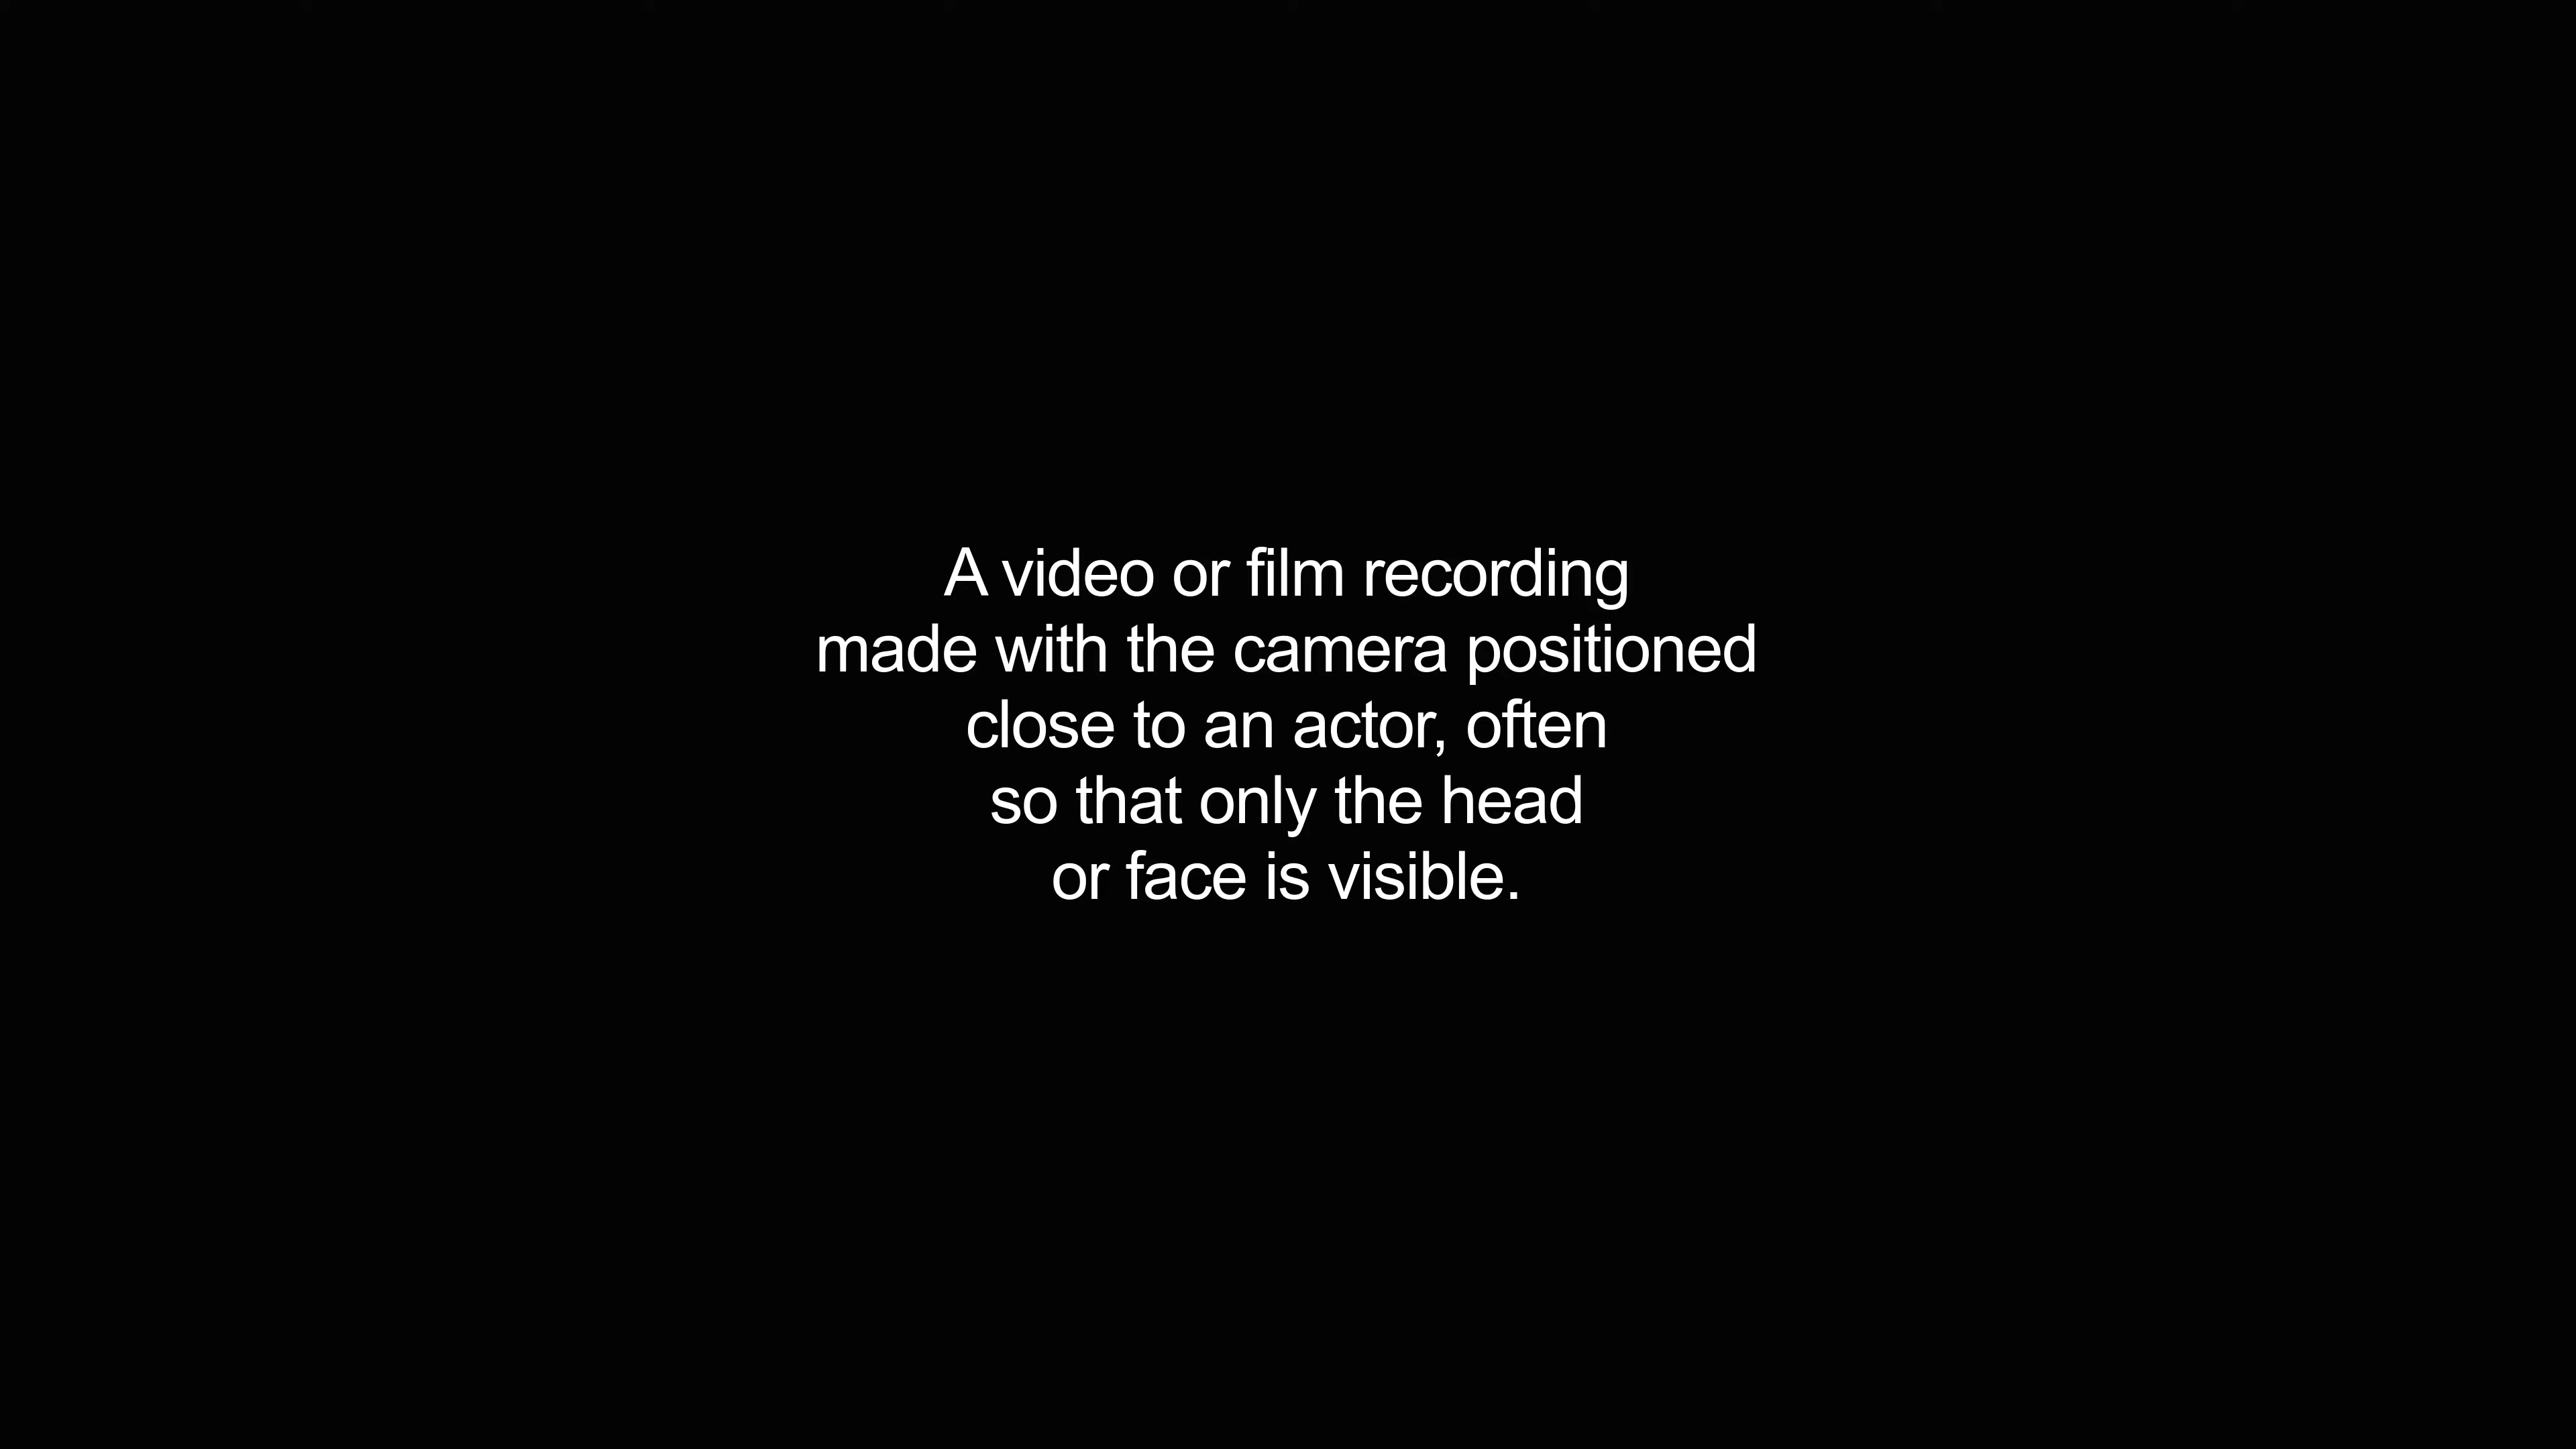 A video or film recording
made with the camera positioned
close to an actor, often
so that only the head
or face is visible.